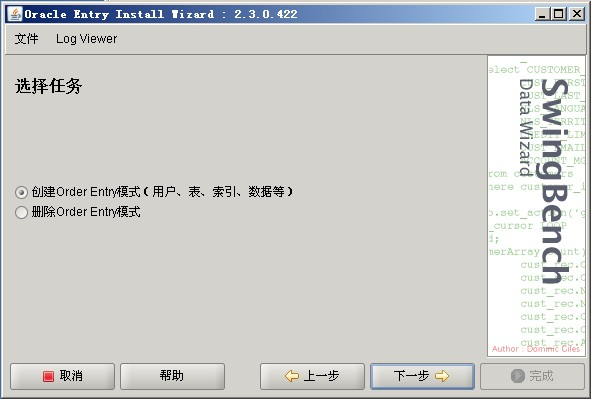 Oracle Entry Install Wizard : 2.3.0.422
文件 Log Viewer
选择任务
创建Order Entry模式（用户、表、索引、数据等）
删除Order Entry模式
SwingBench
Data Wizard
Author : Dominic Giles
取消 帮助 上一步 下一步 完成